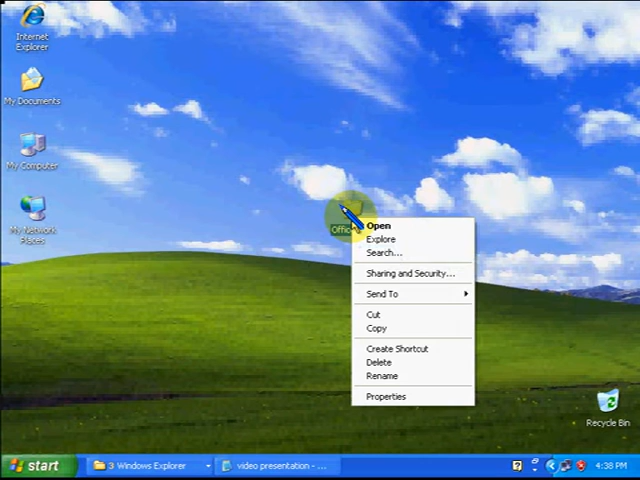 Internet
Explorer
My Documents
My Computer
My Network
Places
Offic
Open
Explore
Search...
Sharing and Security...
Send To
Cut
Copy
Create Shortcut
Delete
Rename
Properties
Recycle Bin
start
3 Windows Explorer
video presentation - ...
4:38 PM